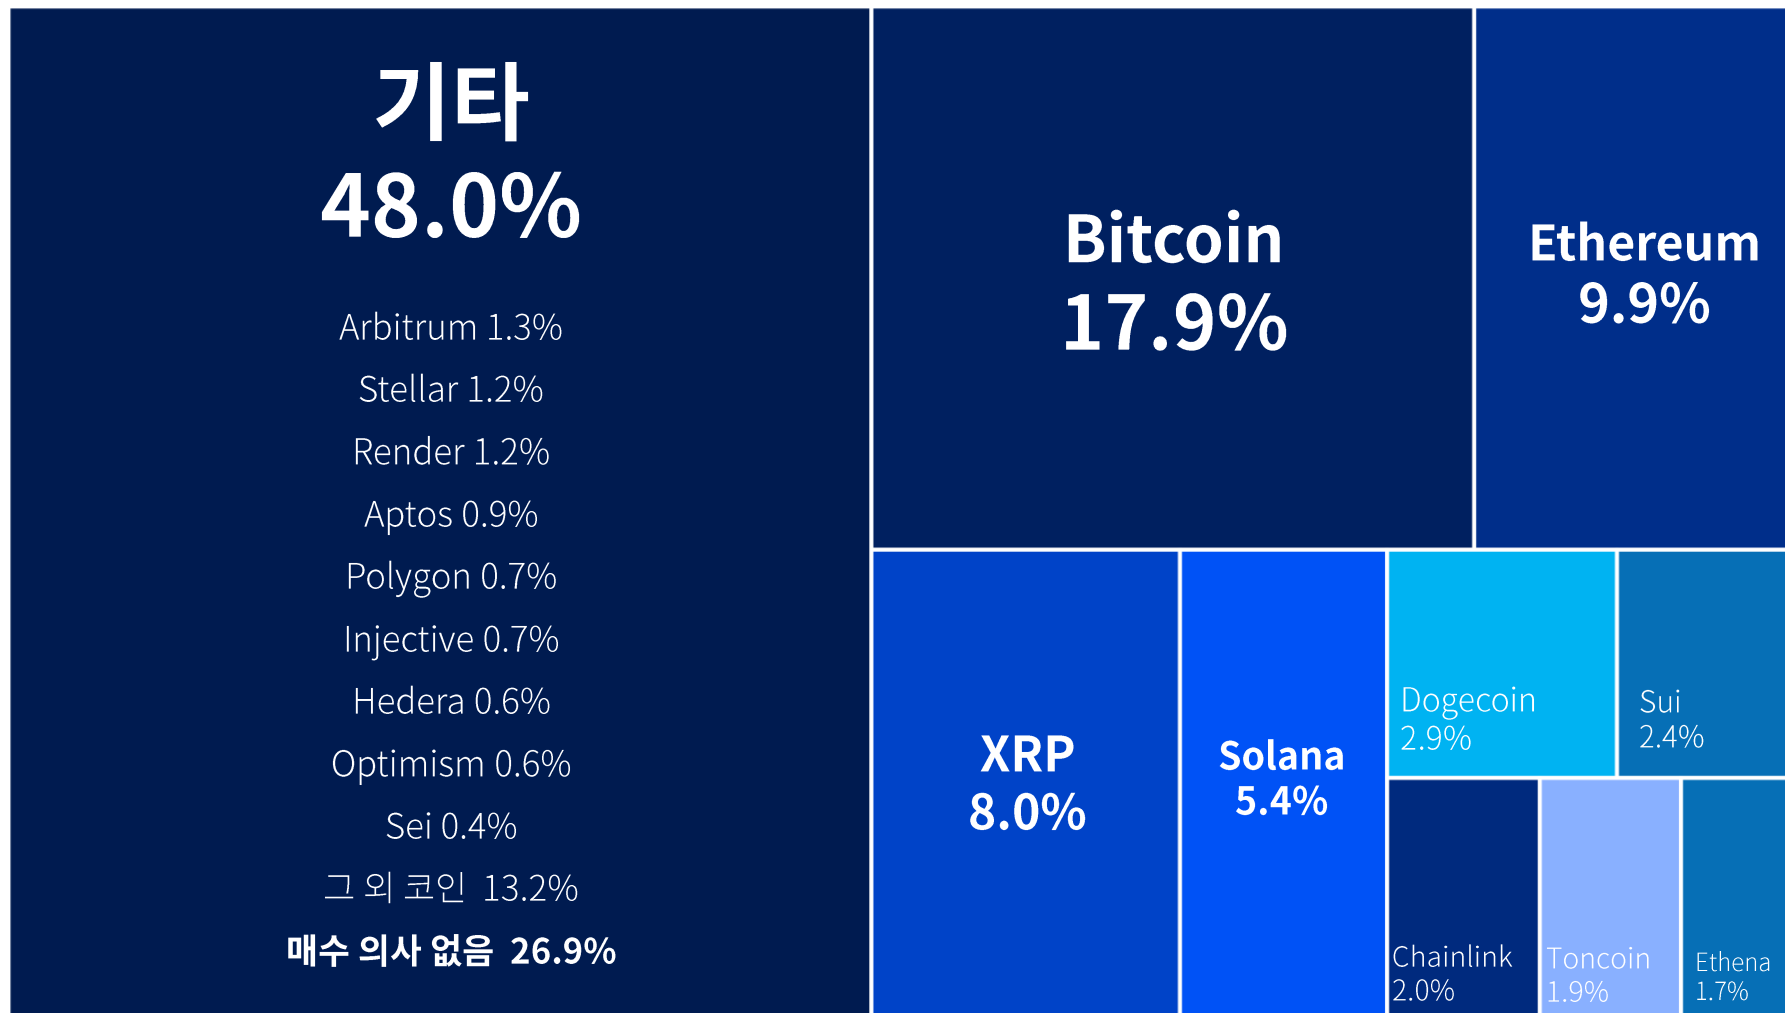 기타
48.0%
Arbitrum 1.3%
Stellar 1.2%
Render 1.2%
Aptos 0.9%
Polygon 0.7%
Injective 0.7%
Hedera 0.6%
Optimism 0.6%
Sei 0.4%
그 외 코인 13.2%
매수 의사 없음 26.9%
Bitcoin
17.9%
Ethereum
9.9%
XRP
8.0%
Solana
5.4%
Dogecoin
2.9%
Sui
2.4%
Chainlink
2.0%
Toncoin
1.9%
Ethena
1.7%